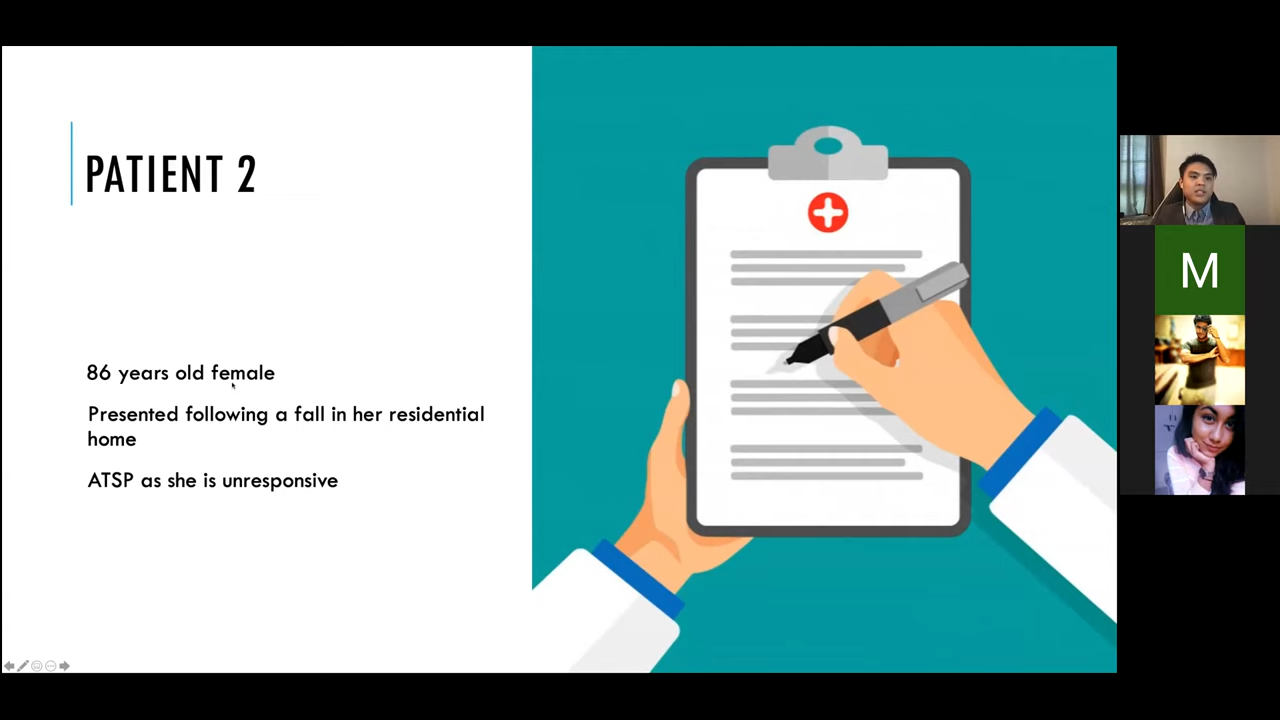 PATIENT 2
86 years old female
Presented following a fall in her residential
home
ATSP as she is unresponsive
M